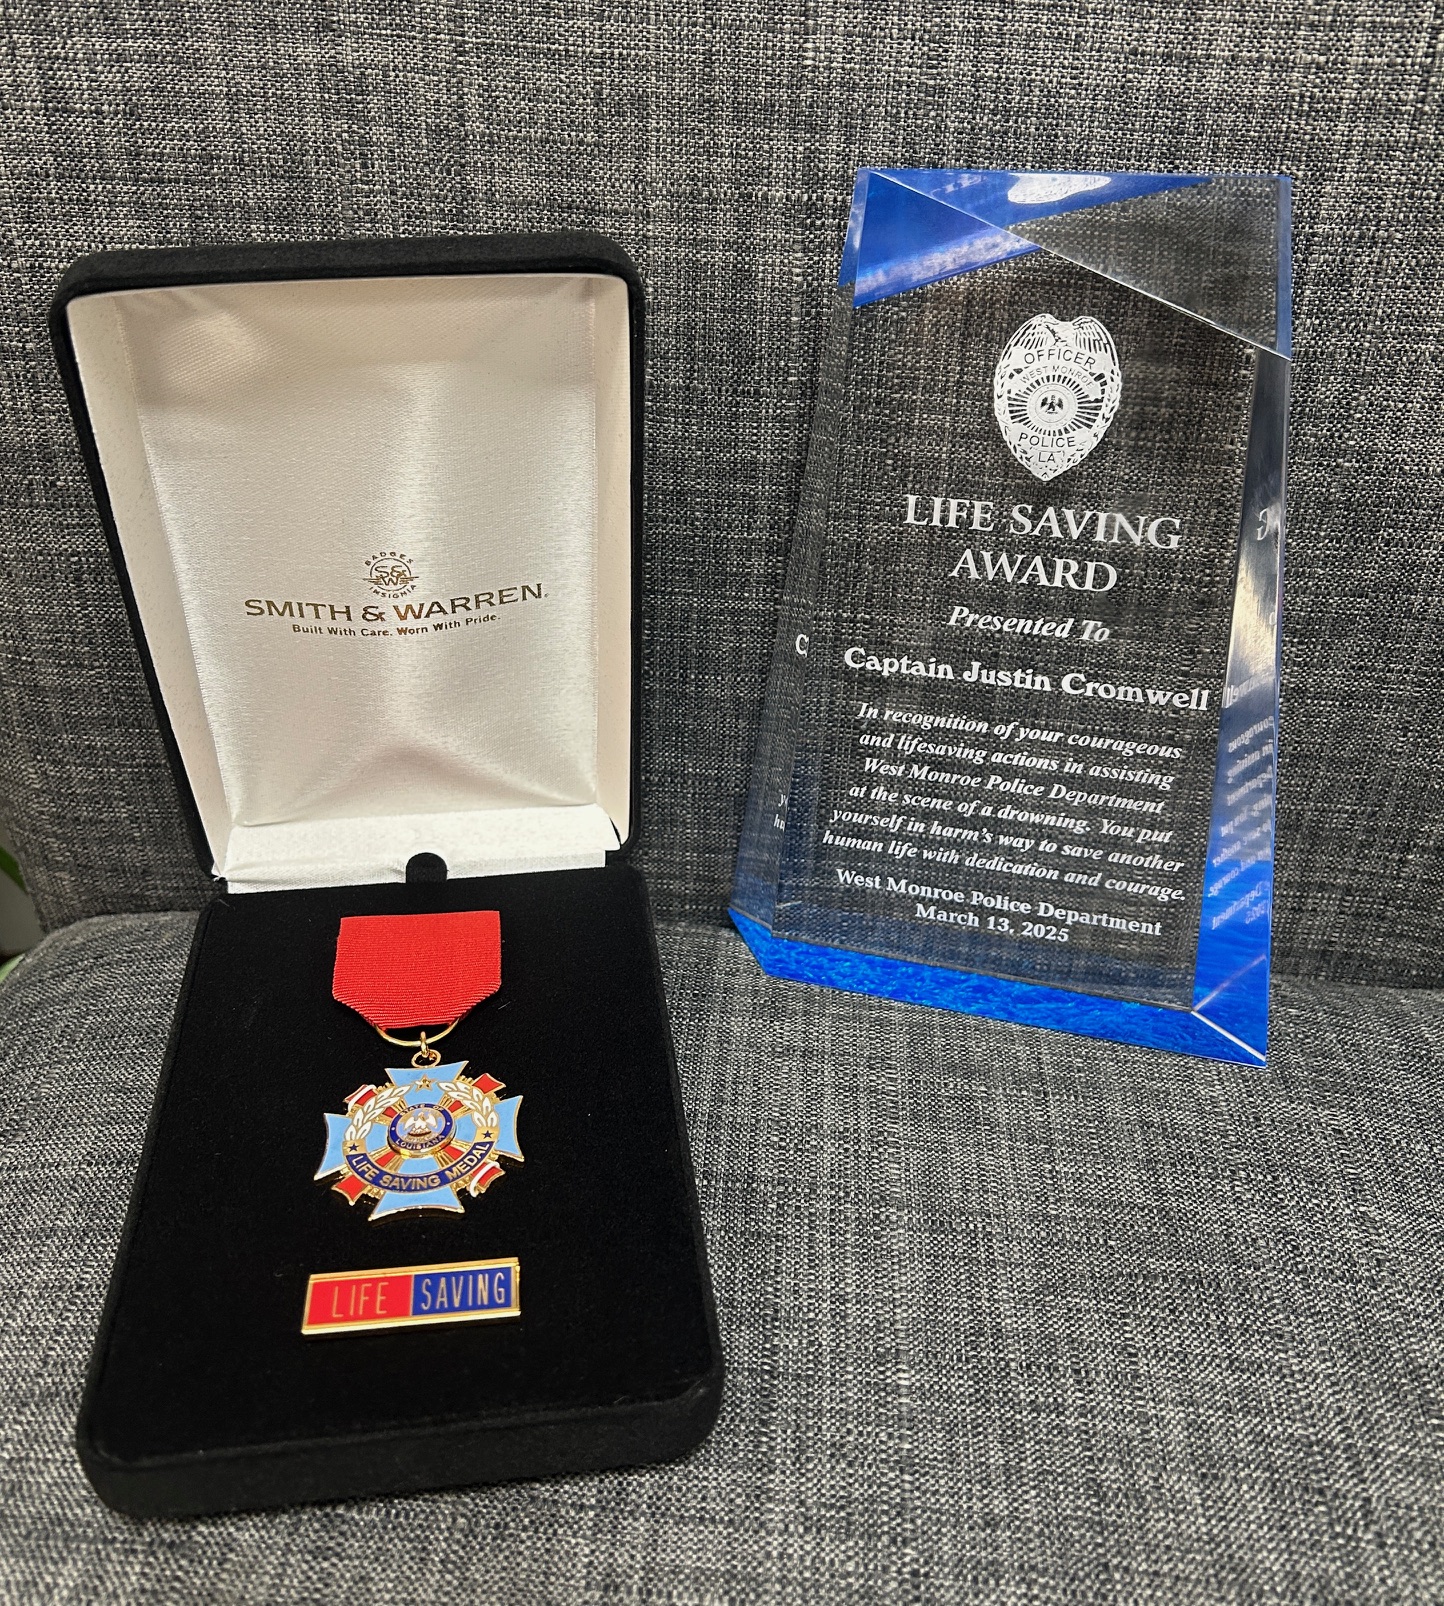 BADGES
S&W
INSIGNIA
SMITH & WARREN®
Built With Care. Worn With Pride.
STATE OF
LOUISIANA
LIFE SAVING MEDAL
LIFE SAVING
OFFICER
WEST MONROE
POLICE
LA
LIFE SAVING
AWARD
Presented To
Captain Justin Cromwell
In recognition of your courageous
and lifesaving actions in assisting
West Monroe Police Department
at the scene of a drowning. You put
yourself in harm's way to save another
human life with dedication and courage.
West Monroe Police Department
March 13, 2025